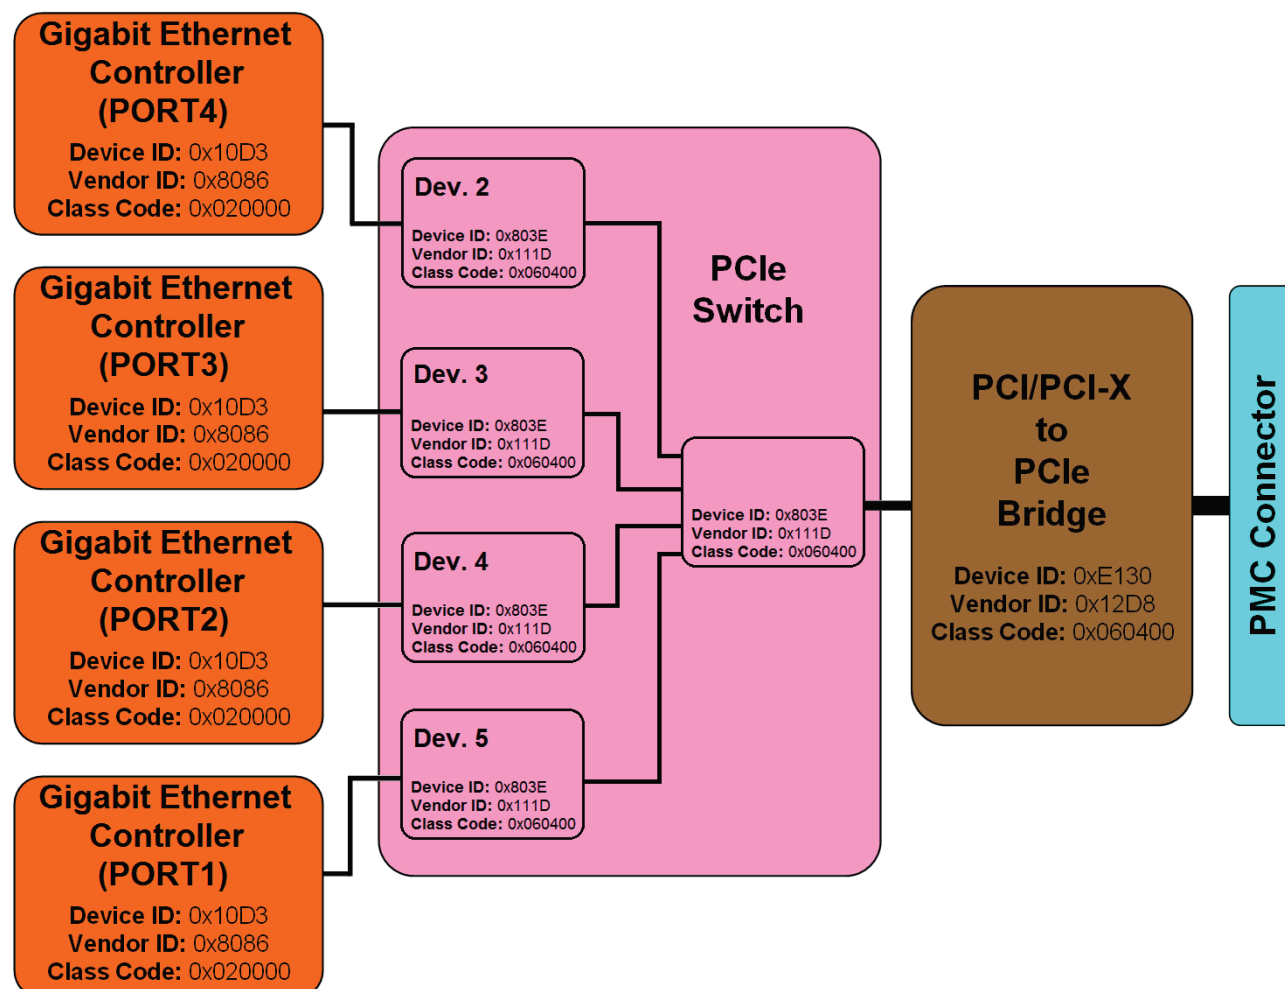 Gigabit Ethernet
Controller
(PORT4)
Device ID: 0x10D3
Vendor ID: 0x8086
Class Code: 0x020000
Gigabit Ethernet
Controller
(PORT3)
Device ID: 0x10D3
Vendor ID: 0x8086
Class Code: 0x020000
Gigabit Ethernet
Controller
(PORT2)
Device ID: 0x10D3
Vendor ID: 0x8086
Class Code: 0x020000
Gigabit Ethernet
Controller
(PORT1)
Device ID: 0x10D3
Vendor ID: 0x8086
Class Code: 0x020000
Dev. 2
Device ID: 0x803E
Vendor ID: 0x111D
Class Code: 0x060400
Dev. 3
Device ID: 0x803E
Vendor ID: 0x111D
Class Code: 0x060400
Dev. 4
Device ID: 0x803E
Vendor ID: 0x111D
Class Code: 0x060400
Dev. 5
Device ID: 0x803E
Vendor ID: 0x111D
Class Code: 0x060400
PCIe
Switch
Device ID: 0x803E
Vendor ID: 0x111D
Class Code: 0x060400
PCI/PCI-X
to
PCIe
Bridge
Device ID: 0xE130
Vendor ID: 0x12D8
Class Code: 0x060400
PMC Connector